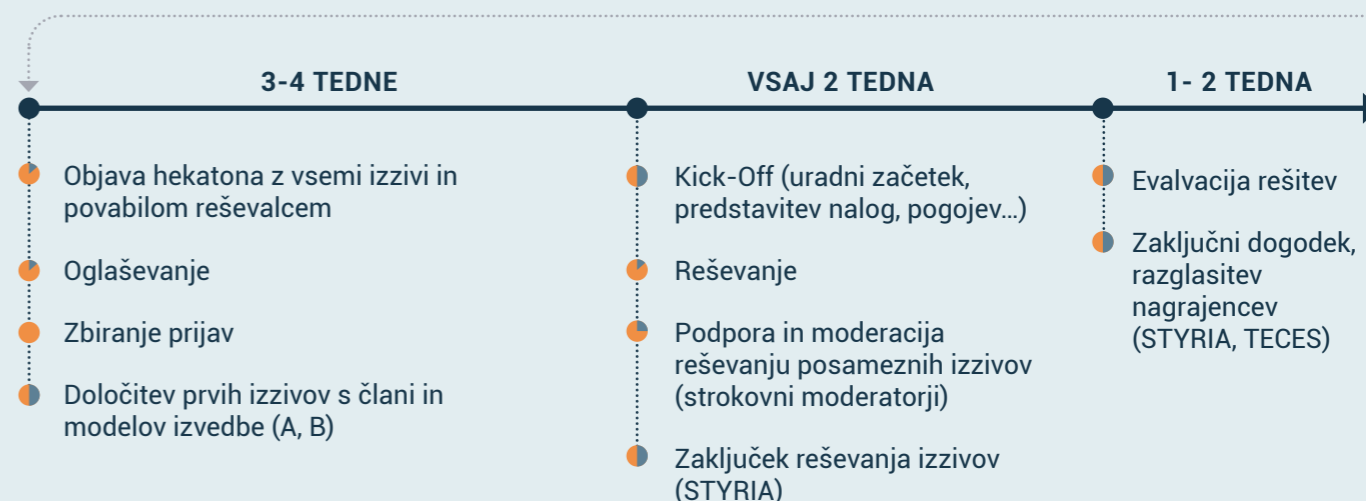 3-4 TEDNE
Objava hekatona z vsemi izzivi in
povabilom reševalcem
Oglaševanje
Zbiranje prijav
Določitev prvih izzivov s člani in
modelov izvedbe (A, B)
VSAJ 2 TEDNA
Kick-Off (uradni začetek,
predstavitev nalog, pogojev…)
Reševanje
Podpora in moderacija
reševanju posameznih izzivov
(strokovni moderatorji)
Zaključek reševanja izzivov
(STYRIA)
1- 2 TEDNA
Evalvacija rešitev
Zaključni dogodek,
razglasitev
nagrajencev
(STYRIA, TECES)